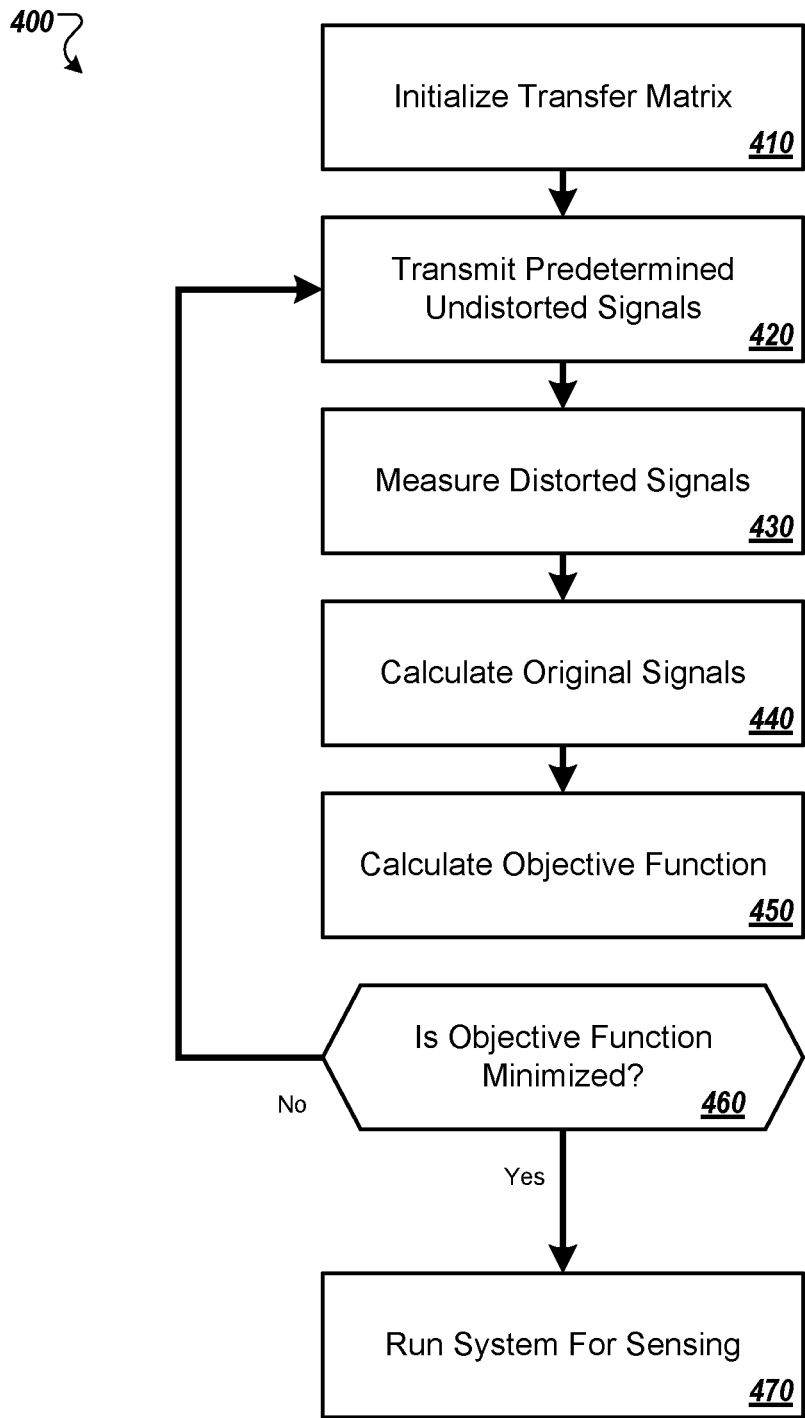 400
Initialize Transfer Matrix
410
Transmit Predetermined
Undistorted Signals
420
Measure Distorted Signals
430
Calculate Original Signals
440
Calculate Objective Function
450
Is Objective Function
Minimized?
460
No
Yes
Run System For Sensing
470